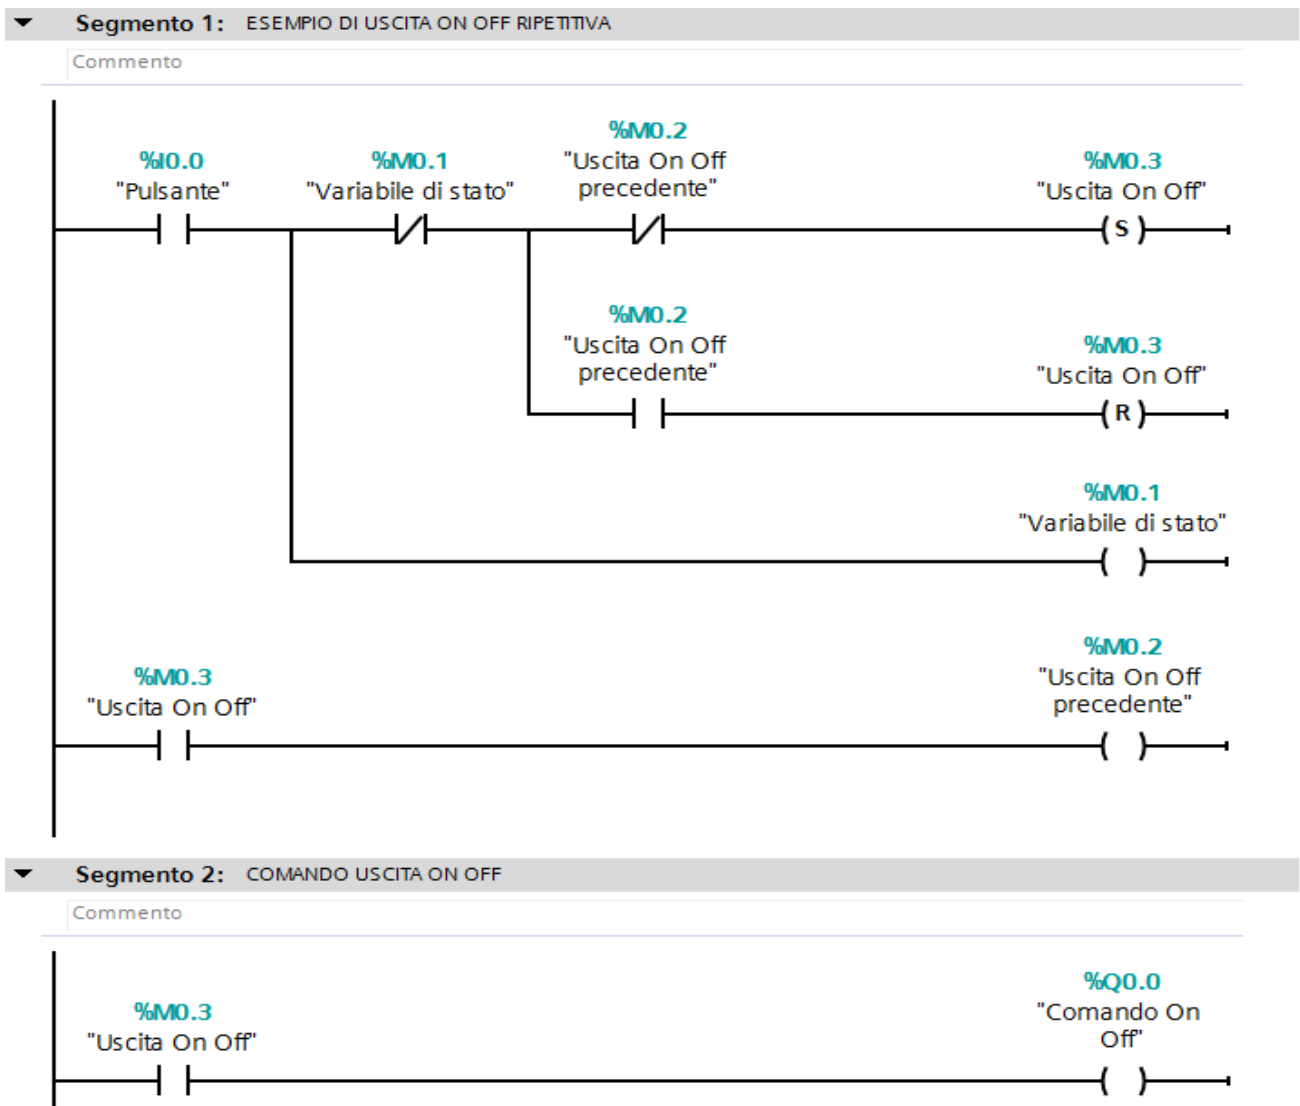 Segmento 1: ESEMPIO DI USCITA ON OFF RIPETITIVA
Commento
%I0.0
"Pulsante"
%M0.1
"Variabile di stato"
%M0.2
"Uscita On Off
precedente"
%M0.3
"Uscita On Off"
S
%M0.2
"Uscita On Off
precedente"
%M0.3
"Uscita On Off"
R
%M0.1
"Variabile di stato"
%M0.3
"Uscita On Off"
%M0.2
"Uscita On Off
precedente"
Segmento 2: COMANDO USCITA ON OFF
Commento
%M0.3
"Uscita On Off"
%Q0.0
"Comando On
Off"